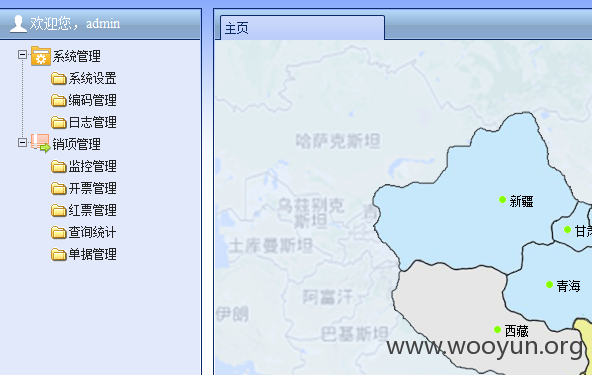 欢迎您，admin
系统管理
系统设置
编码管理
日志管理
销项管理
监控管理
开票管理
红票管理
查询统计
单据管理
主页
哈萨克斯坦
乌兹别克
斯坦
吉
土库曼斯坦
阿富汗
伊朗
巴基斯坦
新疆
甘肃
青海
西藏
www.wooyun.org